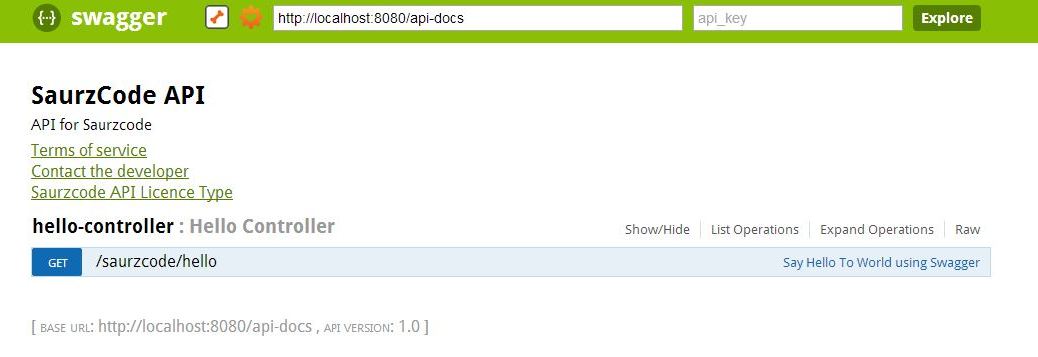 {···} swagger http://localhost:8080/api-docs api_key Explore
SaurzCode API
API for Saurzcode
Terms of service
Contact the developer
Saurzcode API Licence Type
hello-controller : Hello Controller Show/Hide List Operations Expand Operations Raw
GET /saurzcode/hello Say Hello To World using Swagger
[ BASE URL: http://localhost:8080/api-docs , API VERSION: 1.0 ]